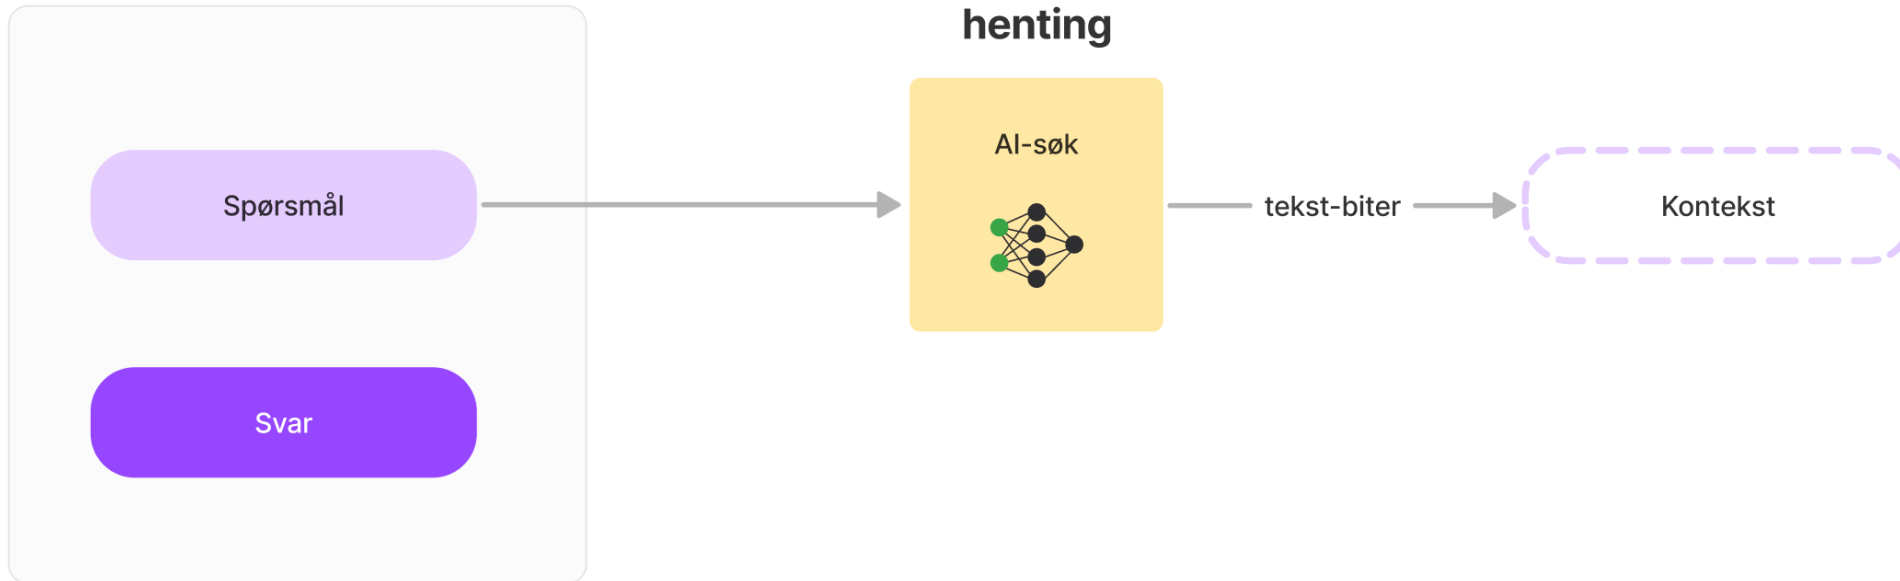 henting
AI-søk
Spørsmål
tekst-biter
Kontekst
Svar